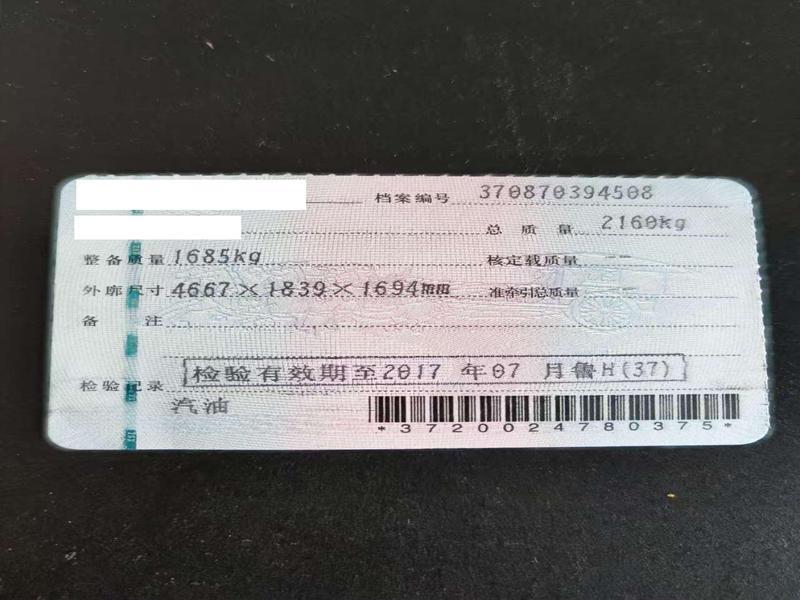 档案编号 370870394508
总质量 2160kg
整备质量 1685kg 核定载质量 --
外廓尺寸 4667×1839×1694mm 准牵引总质量 --
备注
检验记录 检验有效期至2017 年07 月鲁H(37)
汽油
*3720024780375*